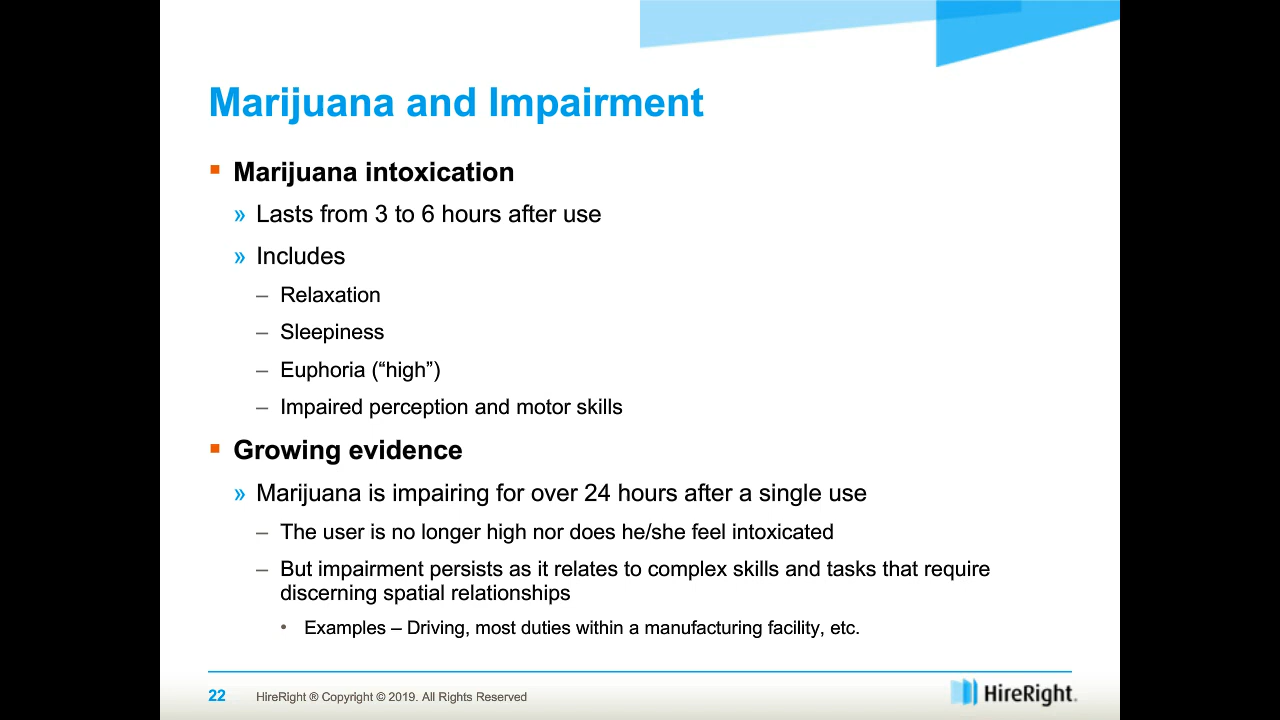 Marijuana and Impairment
▪ Marijuana intoxication
» Lasts from 3 to 6 hours after use
» Includes
– Relaxation
– Sleepiness
– Euphoria (“high”)
– Impaired perception and motor skills
▪ Growing evidence
» Marijuana is impairing for over 24 hours after a single use
– The user is no longer high nor does he/she feel intoxicated
– But impairment persists as it relates to complex skills and tasks that require
discerning spatial relationships
• Examples – Driving, most duties within a manufacturing facility, etc.
22 HireRight ® Copyright © 2019. All Rights Reserved
HireRight.